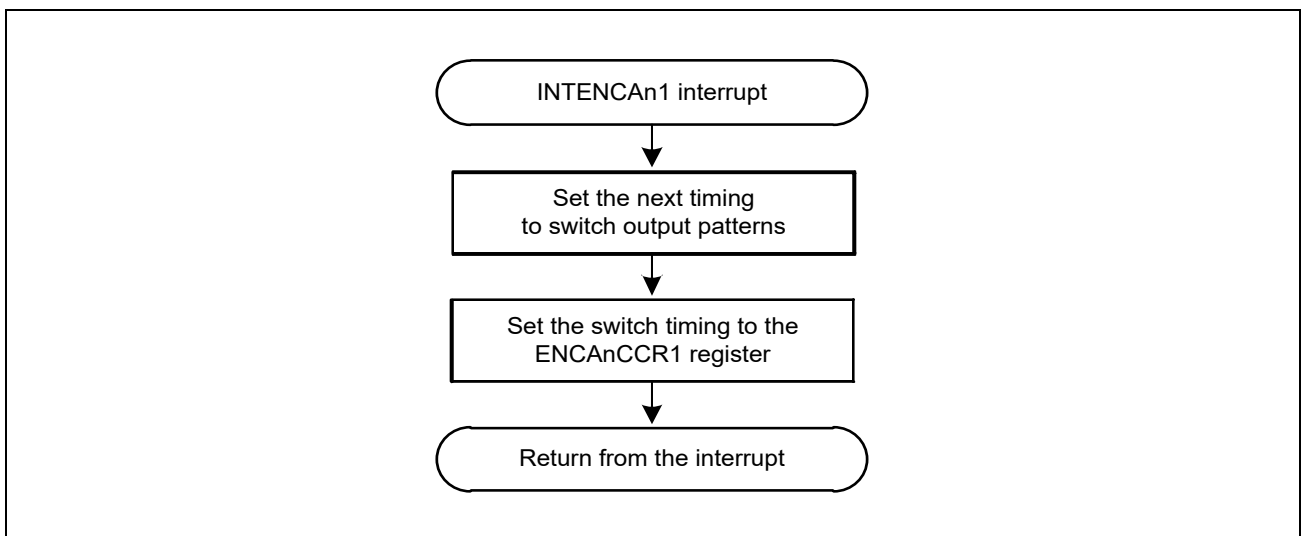 INTENCAn1 interrupt
Set the next timing
to switch output patterns
Set the switch timing to the
ENCAnCCR1 register
Return from the interrupt